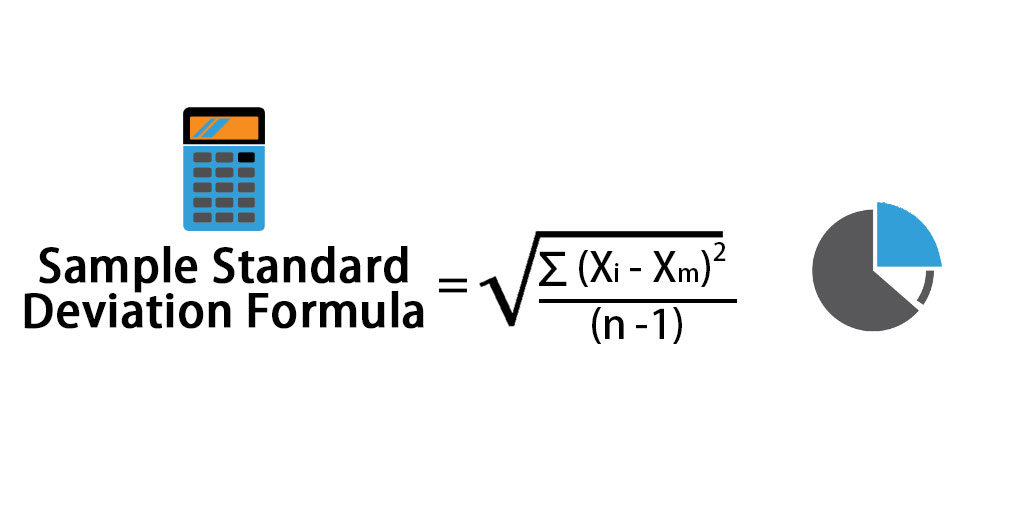 Sample Standard
Deviation Formula
= √ Σ (Xi - Xm)²
(n -1)